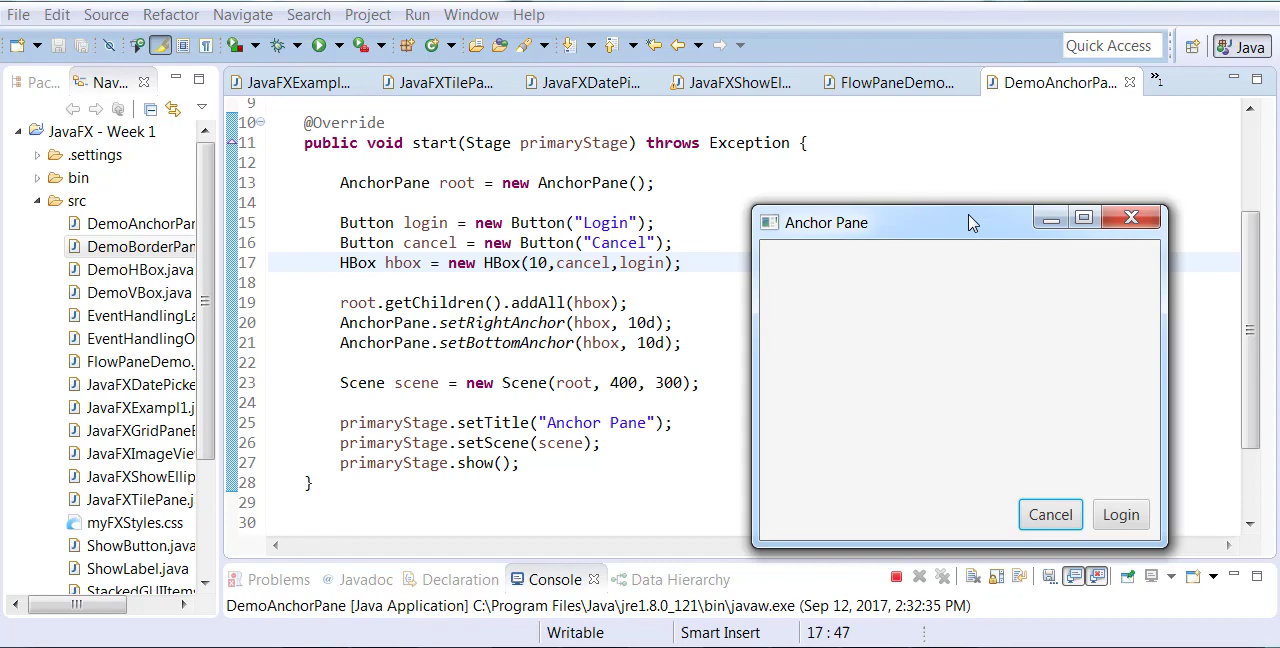 File Edit Source Refactor Navigate Search Project Run Window Help
Quick Access
Java
Pac...
Nav...
JavaFXExampl...
JavaFXTilePa...
JavaFXDatePi...
JavaFXShowEl...
FlowPaneDemo...
DemoAnchorPa...
»1
JavaFX - Week 1
.settings
bin
src
DemoAnchorPan
DemoBorderPan
DemoHBox.java
DemoVBox.java
EventHandlingLa
EventHandlingO
FlowPaneDemo.
JavaFXDatePicke
JavaFXExampl1.j
JavaFXGridPaneE
JavaFXImageVie
JavaFXShowEllip
JavaFXTilePane.j
myFXStyles.css
ShowButton.java
ShowLabel.java
StackedGUIItems
9
10 @Override
11 public void start(Stage primaryStage) throws Exception {
12
13 AnchorPane root = new AnchorPane();
14
15 Button login = new Button("Login");
16 Button cancel = new Button("Cancel");
17 HBox hbox = new HBox(10,cancel,login);
18
19 root.getChildren().addAll(hbox);
20 AnchorPane.setRightAnchor(hbox, 10d);
21 AnchorPane.setBottomAnchor(hbox, 10d);
22
23 Scene scene = new Scene(root, 400, 300);
24
25 primaryStage.setTitle("Anchor Pane");
26 primaryStage.setScene(scene);
27 primaryStage.show();
28 }
29
30
Anchor Pane
Cancel Login
Problems @ Javadoc Declaration Console Data Hierarchy
DemoAnchorPane [Java Application] C:\Program Files\Java\jre1.8.0_121\bin\javaw.exe (Sep 12, 2017, 2:32:35 PM)
Writable Smart Insert 17 : 47